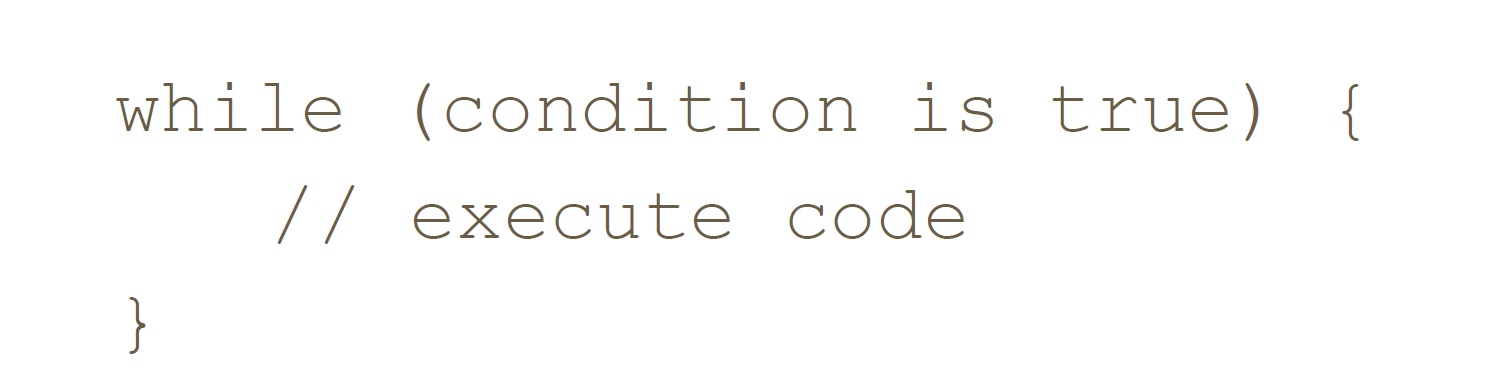 while (condition is true) {
   // execute code
}